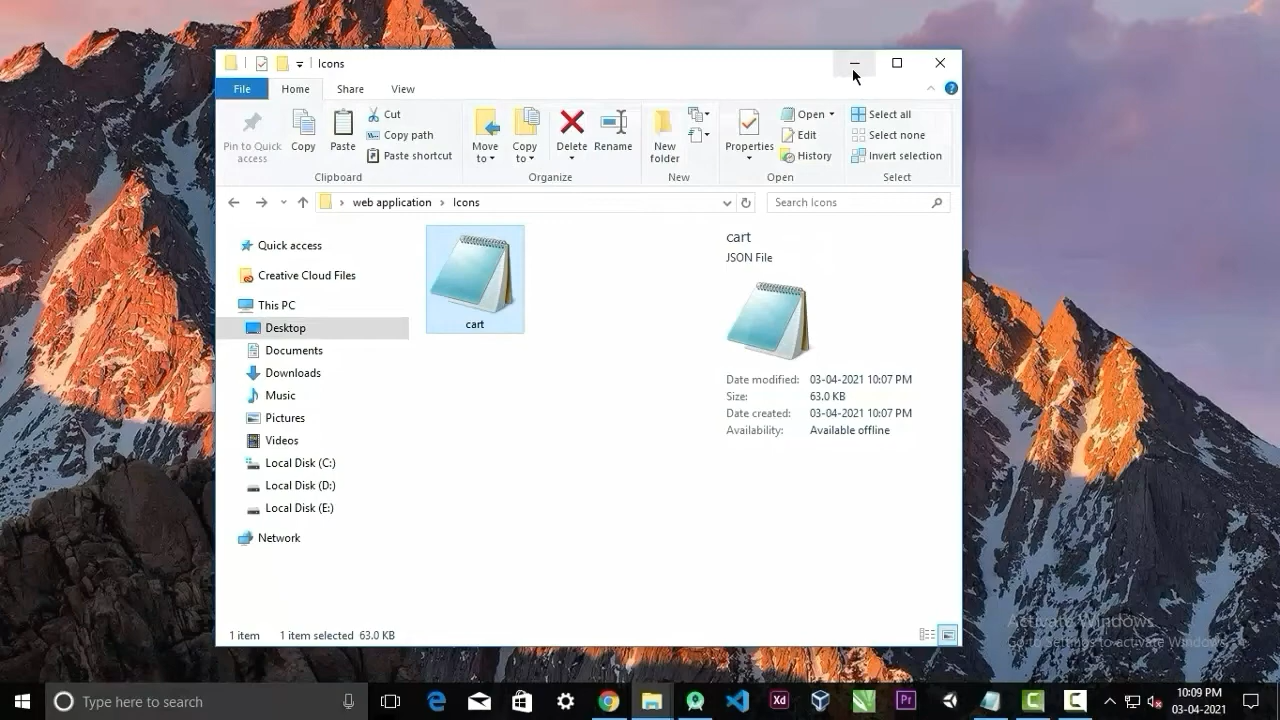 Icons
File Home Share View
Pin to Quick access
Copy
Paste
Cut
Copy path
Paste shortcut
Clipboard
Move to
Copy to
Delete
Rename
Organize
New folder
New
Properties
Open
Edit
History
Open
Select all
Select none
Invert selection
Select
web application › Icons
Search Icons
Quick access
Creative Cloud Files
This PC
Desktop
Documents
Downloads
Music
Pictures
Videos
Local Disk (C:)
Local Disk (D:)
Local Disk (E:)
Network
cart
cart
JSON File
Date modified: 03-04-2021 10:07 PM
Size: 63.0 KB
Date created: 03-04-2021 10:07 PM
Availability: Available offline
1 item 1 item selected 63.0 KB
Activate Windows
Go to Settings to activate Windows.
Type here to search
Xd
Pr
10:09 PM
03-04-2021